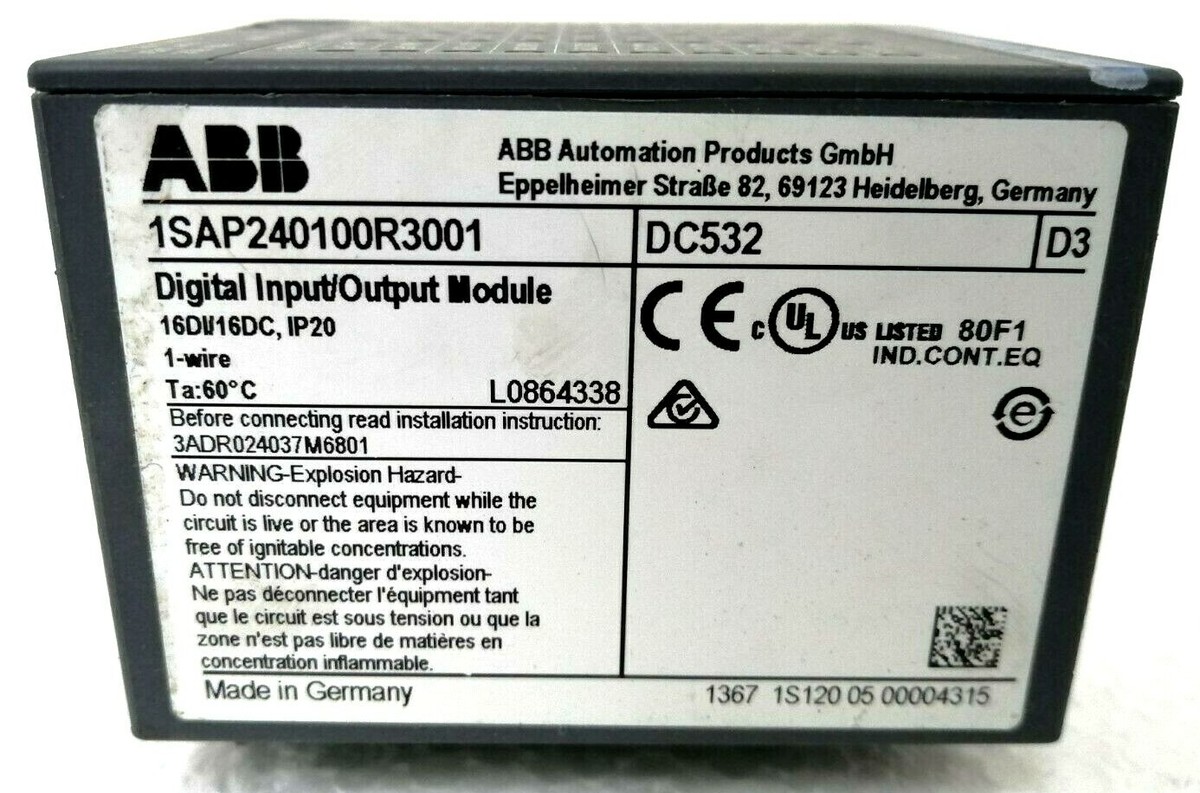 ABB
ABB Automation Products GmbH
Eppelheimer Straße 82, 69123 Heidelberg, Germany
1SAP240100R3001
DC532
D3
Digital Input/Output Module
16DI/16DC, IP20
1-wire
Ta:60°C
L0864338
Before connecting read installation instruction:
3ADR024037M6801
WARNING-Explosion Hazard-
Do not disconnect equipment while the
circuit is live or the area is known to be
free of ignitable concentrations.
ATTENTION-danger d'explosion-
Ne pas déconnecter l'équipment tant
que le circuit est sous tension ou que la
zone n'est pas libre de matières en
concentration inflammable.
CE
c UL US LISTED 80F1
IND.CONT.EQ
e
Made in Germany
1367 1S120 05 00004315